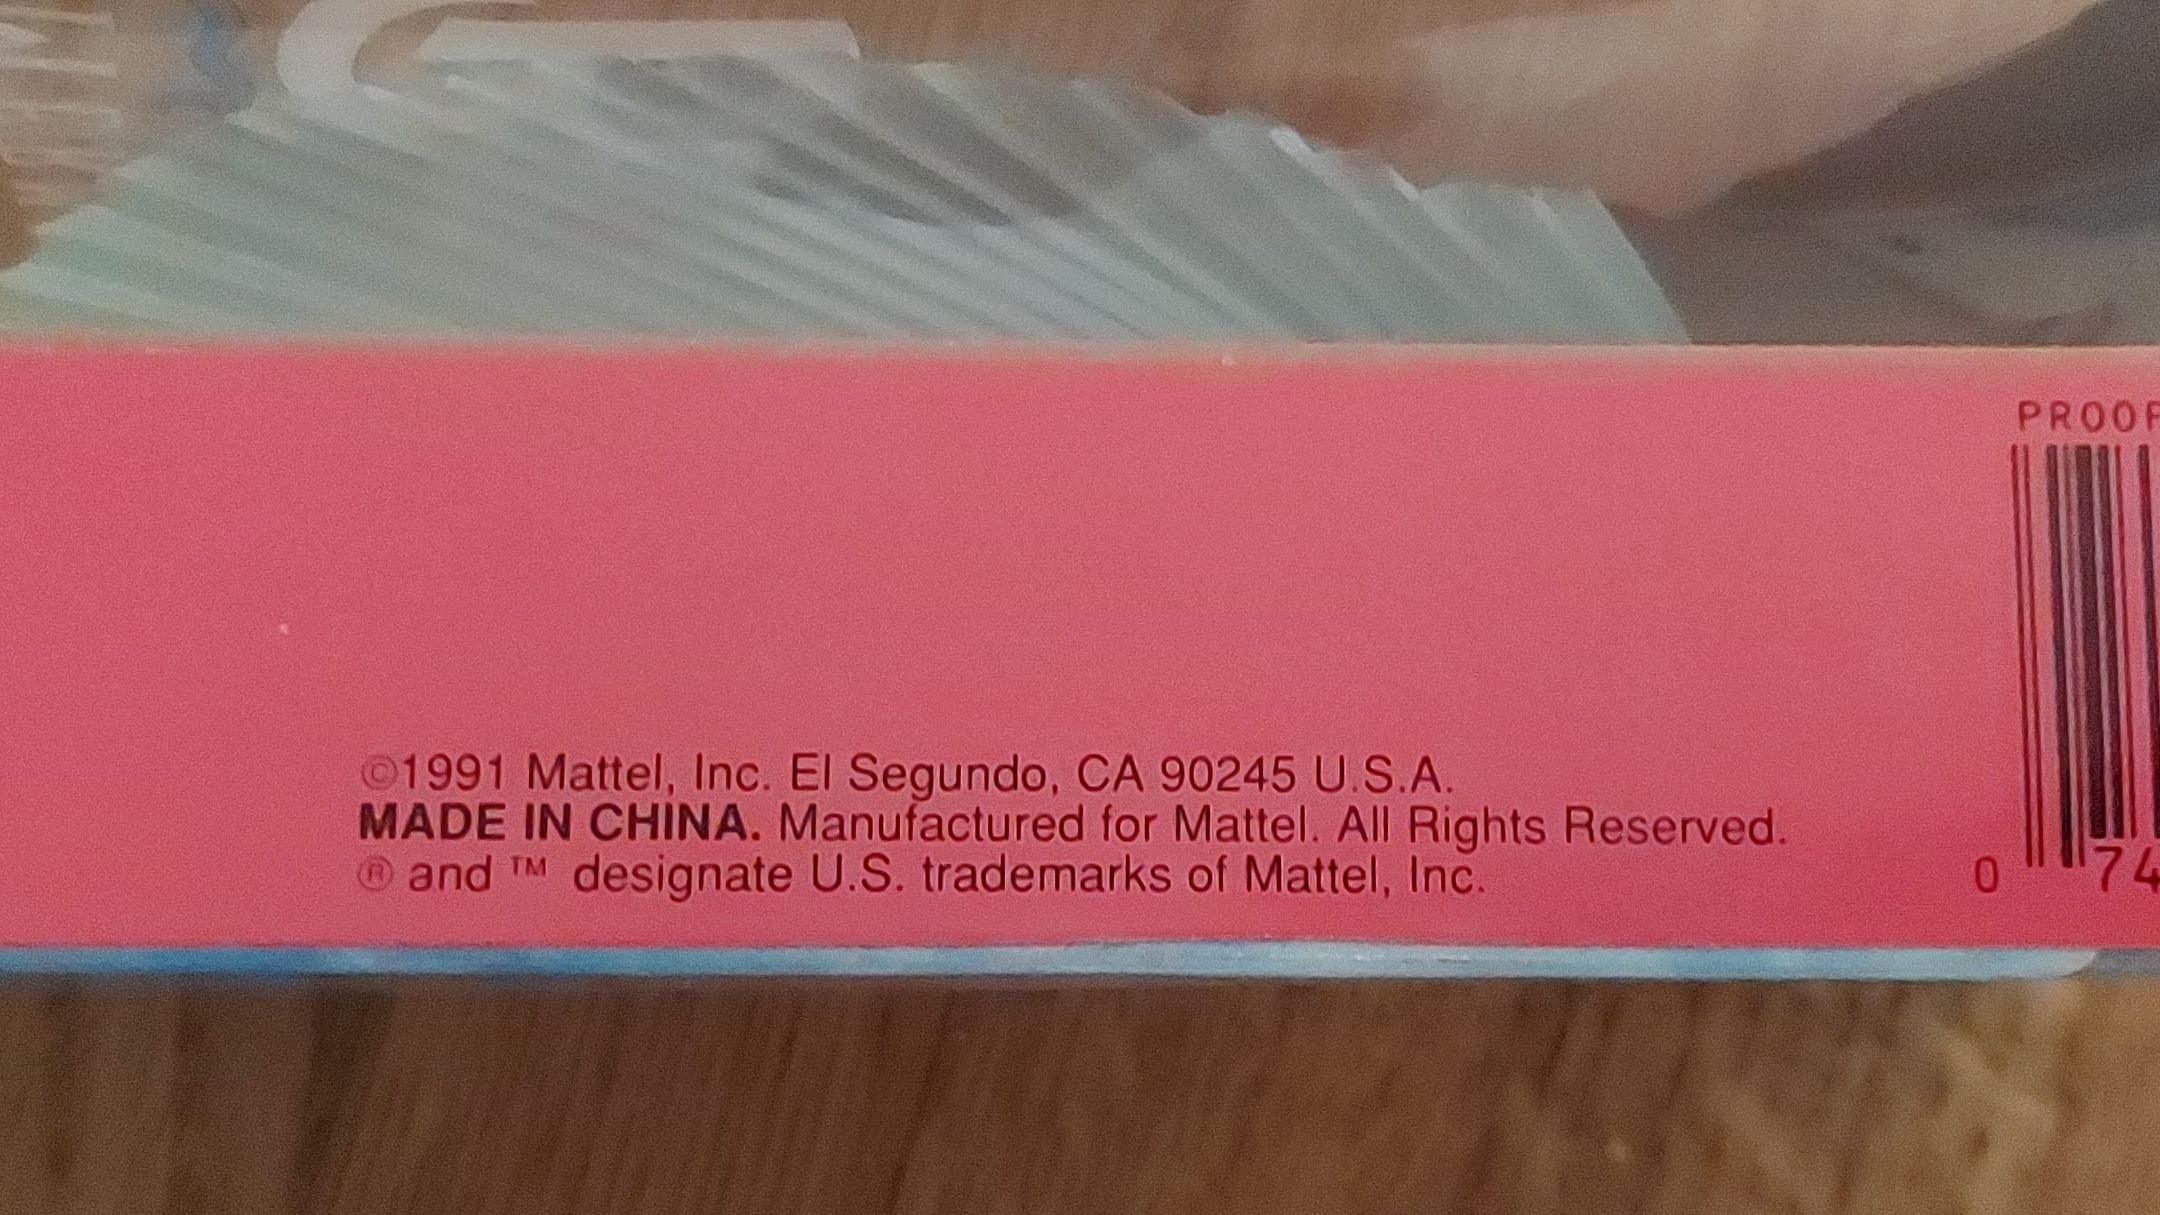 PROOF
©1991 Mattel, Inc. El Segundo, CA 90245 U.S.A.
MADE IN CHINA. Manufactured for Mattel. All Rights Reserved.
® and ™ designate U.S. trademarks of Mattel, Inc.
0 74